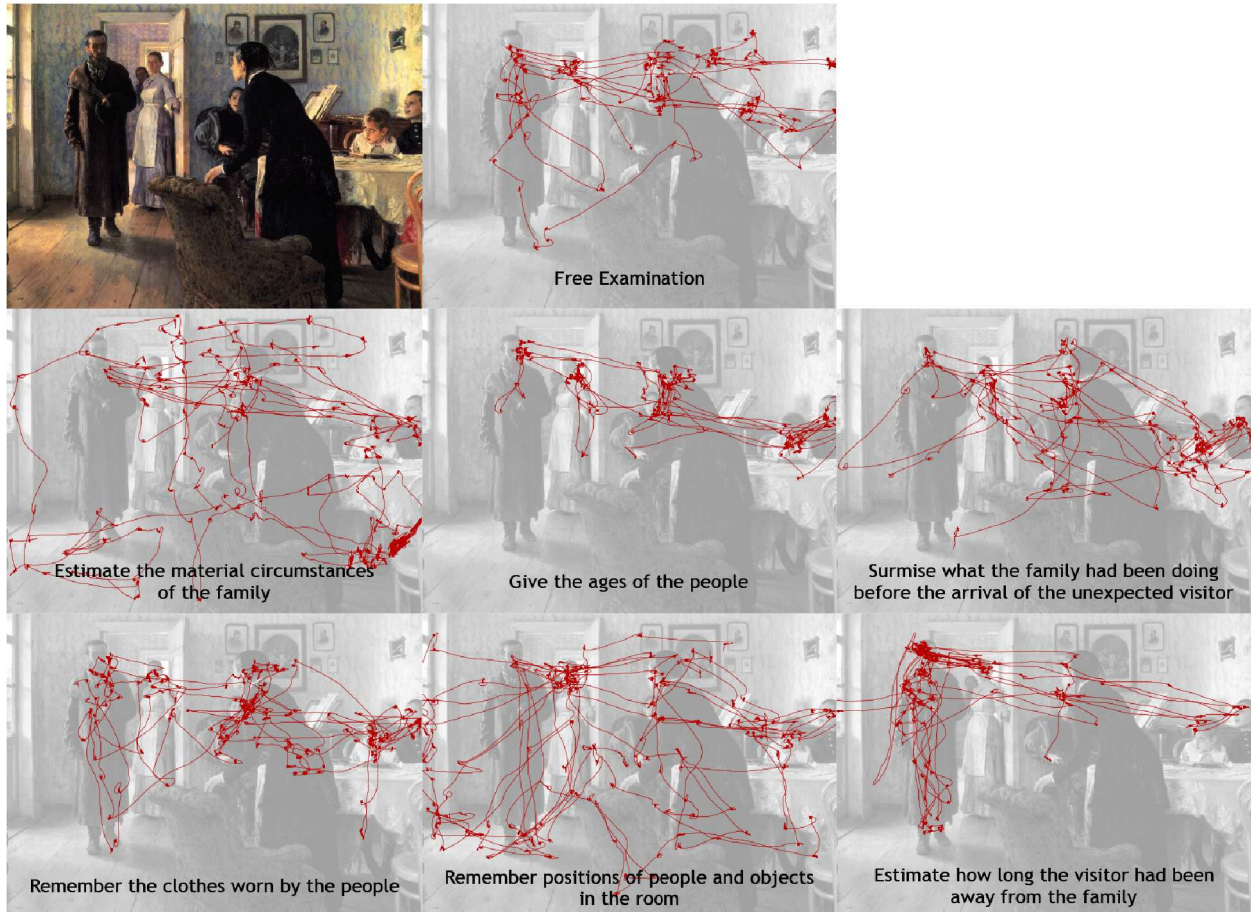 Free Examination
Estimate the material circumstances
of the family
Give the ages of the people
Surmise what the family had been doing
before the arrival of the unexpected visitor
Remember the clothes worn by the people
Remember positions of people and objects
in the room
Estimate how long the visitor had been
away from the family